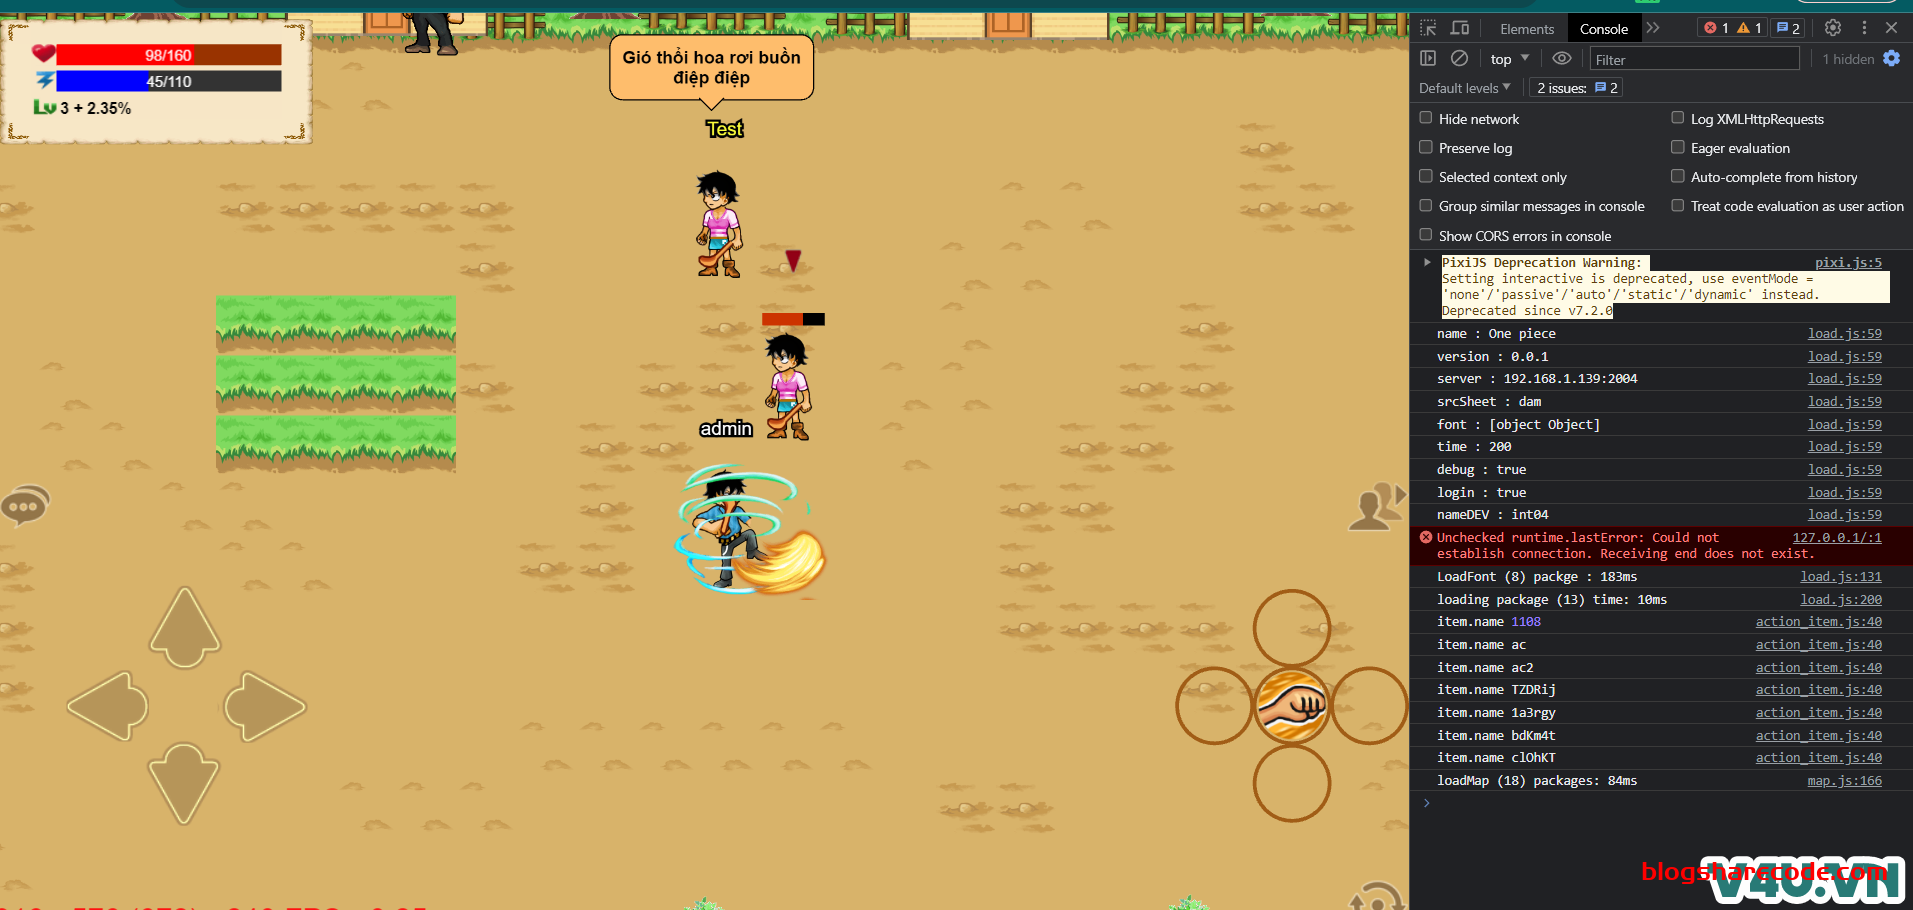 98/160
45/110
Lv 3 + 2.35%
Gió thổi hoa rơi buồn
điệp điệp
Test
admin
Elements
Console
1
1
2
top
Filter
1 hidden
Default levels
2 issues:
2
Hide network
Log XMLHttpRequests
Preserve log
Eager evaluation
Selected context only
Auto-complete from history
Group similar messages in console
Treat code evaluation as user action
Show CORS errors in console
PixiJS Deprecation Warning: pixi.js:5
Setting interactive is deprecated, use eventMode =
'none'/'passive'/'auto'/'static'/'dynamic' instead.
Deprecated since v7.2.0
name : One piece load.js:59
version : 0.0.1 load.js:59
server : 192.168.1.139:2004 load.js:59
srcSheet : dam load.js:59
font : [object Object] load.js:59
time : 200 load.js:59
debug : true load.js:59
login : true load.js:59
nameDEV : int04 load.js:59
Unchecked runtime.lastError: Could not 127.0.0.1/:1
establish connection. Receiving end does not exist.
LoadFont (8) packge : 183ms load.js:131
loading package (13) time: 10ms load.js:200
item.name 1108 action_item.js:40
item.name ac action_item.js:40
item.name ac2 action_item.js:40
item.name TZDRij action_item.js:40
item.name 1a3rgy action_item.js:40
item.name bdKm4t action_item.js:40
item.name clOhKT action_item.js:40
loadMap (18) packages: 84ms map.js:166
blogsharecode.com
V4U.VN